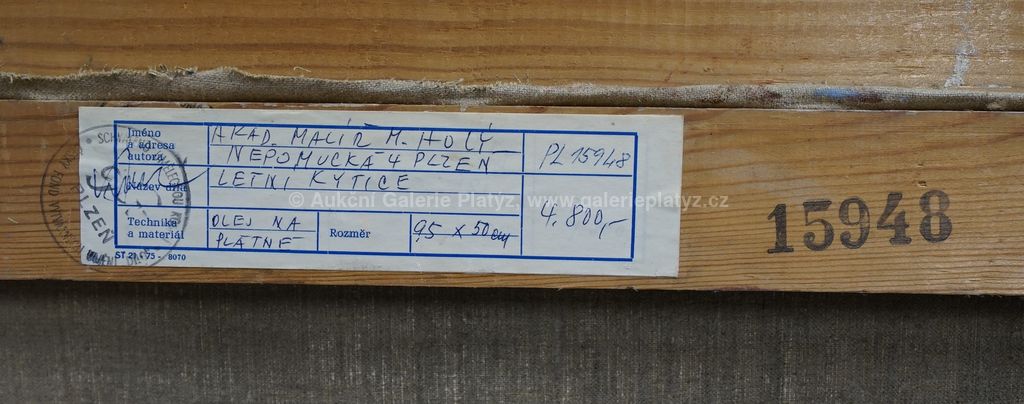 Jméno
a adresa
autora
AKAD. MALÍŘ M. HOLÝ
NEPOMUCKÁ 4 PLZEŇ
Název díla
LETNÍ KYTICE
Technika
a materiál
OLEJ NA
PLÁTNĚ
Rozměr
95 x 50 cm
PL 15948
4.800,-
ST 21 - 75 - 8070
PLZEŇ
15948
© Aukční Galerie Platýz, www.galerieplatyz.cz